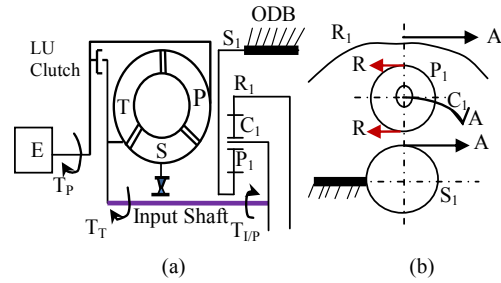 LU
Clutch
E
T_P
T
P
S
T_T
Input Shaft
T_I/P
S_1
ODB
R_1
C_1
P_1
(a)
R_1
A
R
P_1
C_1
A
R
A
S_1
(b)